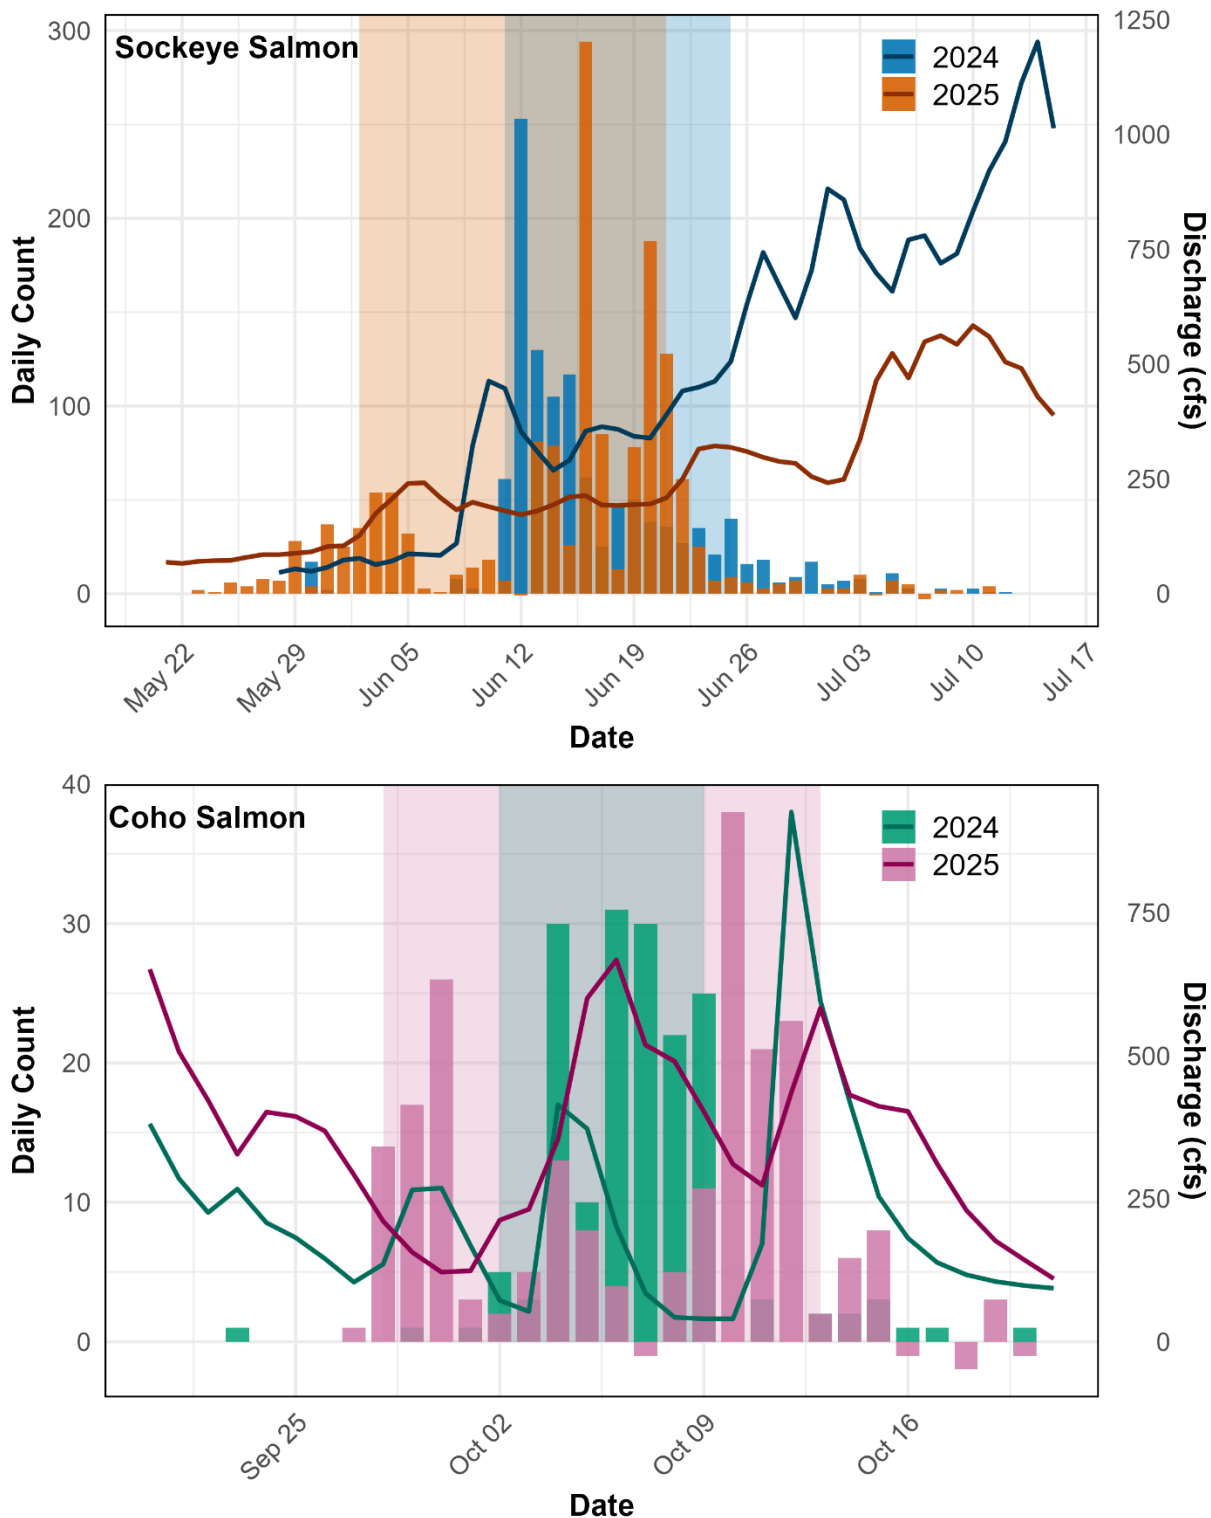 Sockeye Salmon
2024
2025
300
200
100
0
Daily Count
1250
1000
750
500
250
0
Discharge (cfs)
May 22
May 29
Jun 05
Jun 12
Jun 19
Jun 26
Jul 03
Jul 10
Jul 17
Date
Coho Salmon
2024
2025
40
30
20
10
0
Daily Count
750
500
250
0
Discharge (cfs)
Sep 25
Oct 02
Oct 09
Oct 16
Date